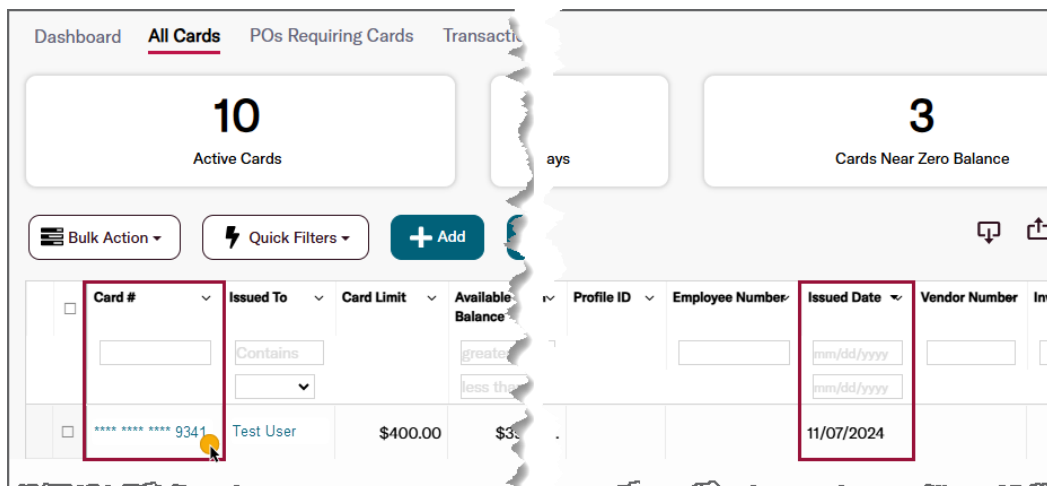 Dashboard All Cards POs Requiring Cards
10 3
Active Cards ays Cards Near Zero Balance
Bulk Action Quick Filters Add
Card # Issued To Card Limit Available Profile ID Employee Number Issued Date Vendor Number
Balance
Contains mm/dd/yyyy
less mm/dd/yyyy
**** **** **** 9341 Test User $400.00 11/07/2024